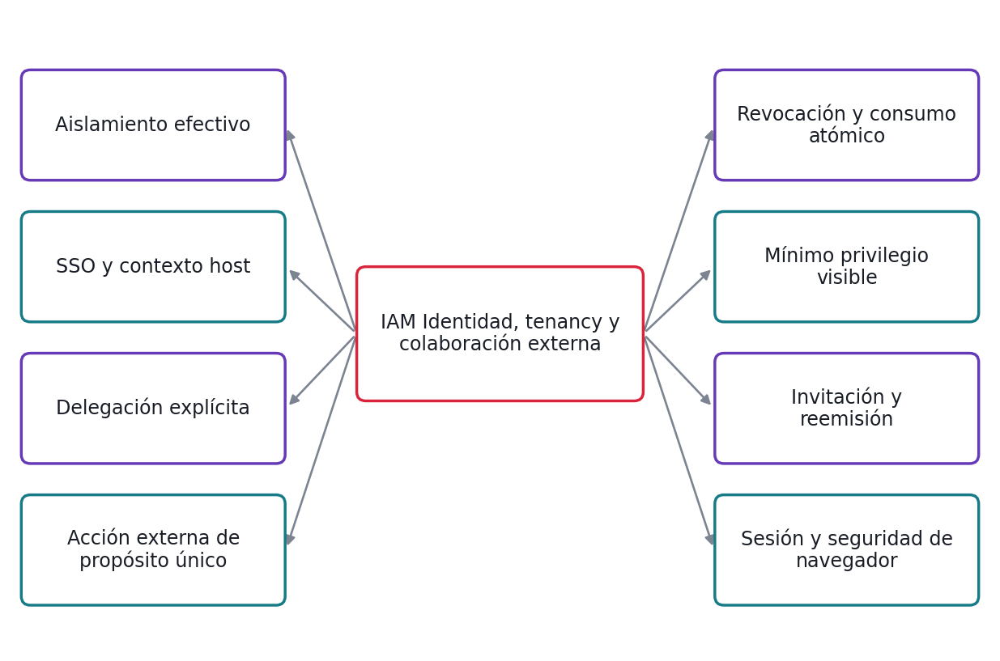 Aislamiento efectivo
SSO y contexto host
Delegación explícita
Acción externa de
propósito único
IAM Identidad, tenancy y
colaboración externa
Revocación y consumo
atómico
Mínimo privilegio
visible
Invitación y
reemisión
Sesión y seguridad de
navegador